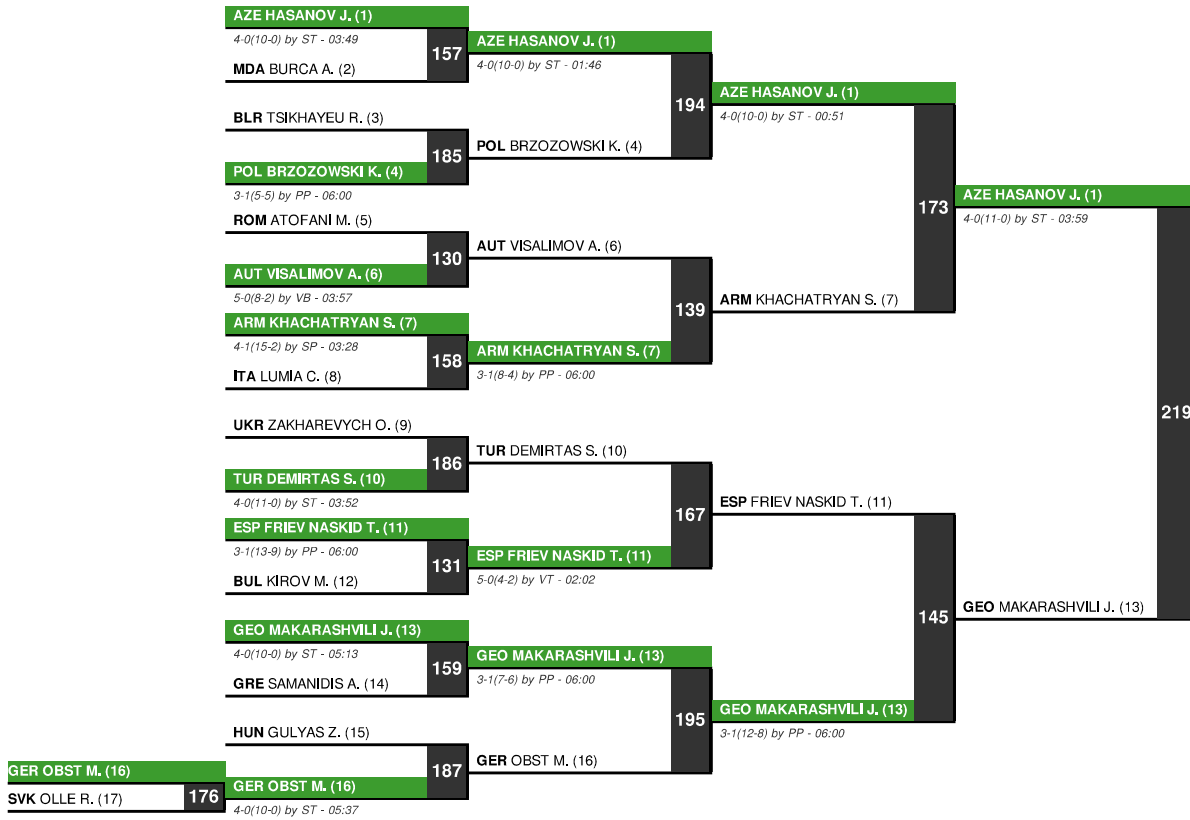 AZE HASANOV J. (1)
4-0(10-0) by ST - 03:49
157
MDA BURCA A. (2)
BLR TSIKHAYEU R. (3)
185
POL BRZOZOWSKI K. (4)
3-1(5-5) by PP - 06:00
ROM ATOFANI M. (5)
130
AUT VISALIMOV A. (6)
5-0(8-2) by VB - 03:57
ARM KHACHATRYAN S. (7)
4-1(15-2) by SP - 03:28
158
ITA LUMIA C. (8)
UKR ZAKHAREVYCH O. (9)
186
TUR DEMIRTAS S. (10)
4-0(11-0) by ST - 03:52
ESP FRIEV NASKID T. (11)
3-1(13-9) by PP - 06:00
131
BUL KIROV M. (12)
GEO MAKARASHVILI J. (13)
4-0(10-0) by ST - 05:13
159
GRE SAMANIDIS A. (14)
HUN GULYAS Z. (15)
187
GER OBST M. (16)
4-0(10-0) by ST - 05:37
GER OBST M. (16)
SVK OLLE R. (17)
176
AZE HASANOV J. (1)
4-0(10-0) by ST - 01:46
194
POL BRZOZOWSKI K. (4)
AUT VISALIMOV A. (6)
139
ARM KHACHATRYAN S. (7)
3-1(8-4) by PP - 06:00
TUR DEMIRTAS S. (10)
167
ESP FRIEV NASKID T. (11)
5-0(4-2) by VT - 02:02
GEO MAKARASHVILI J. (13)
3-1(7-6) by PP - 06:00
195
GER OBST M. (16)
AZE HASANOV J. (1)
4-0(10-0) by ST - 00:51
173
ARM KHACHATRYAN S. (7)
ESP FRIEV NASKID T. (11)
145
GEO MAKARASHVILI J. (13)
3-1(12-8) by PP - 06:00
AZE HASANOV J. (1)
4-0(11-0) by ST - 03:59
219
GEO MAKARASHVILI J. (13)